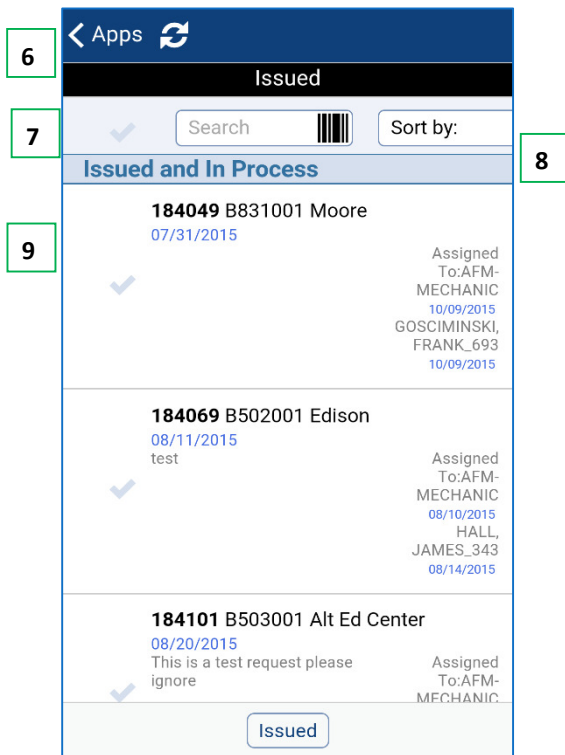 Apps
6
Issued
7
Search
Sort by:
8
Issued and In Process
184049 B831001 Moore
07/31/2015
9
Assigned
To:AFM-
MECHANIC
10/09/2015
GOSCIMINSKI,
FRANK_693
10/09/2015
184069 B502001 Edison
08/11/2015
test
Assigned
To:AFM-
MECHANIC
08/10/2015
HALL,
JAMES_343
08/14/2015
184101 B503001 Alt Ed Center
08/20/2015
This is a test request please
ignore
Assigned
To:AFM-
MECHANIC
Issued